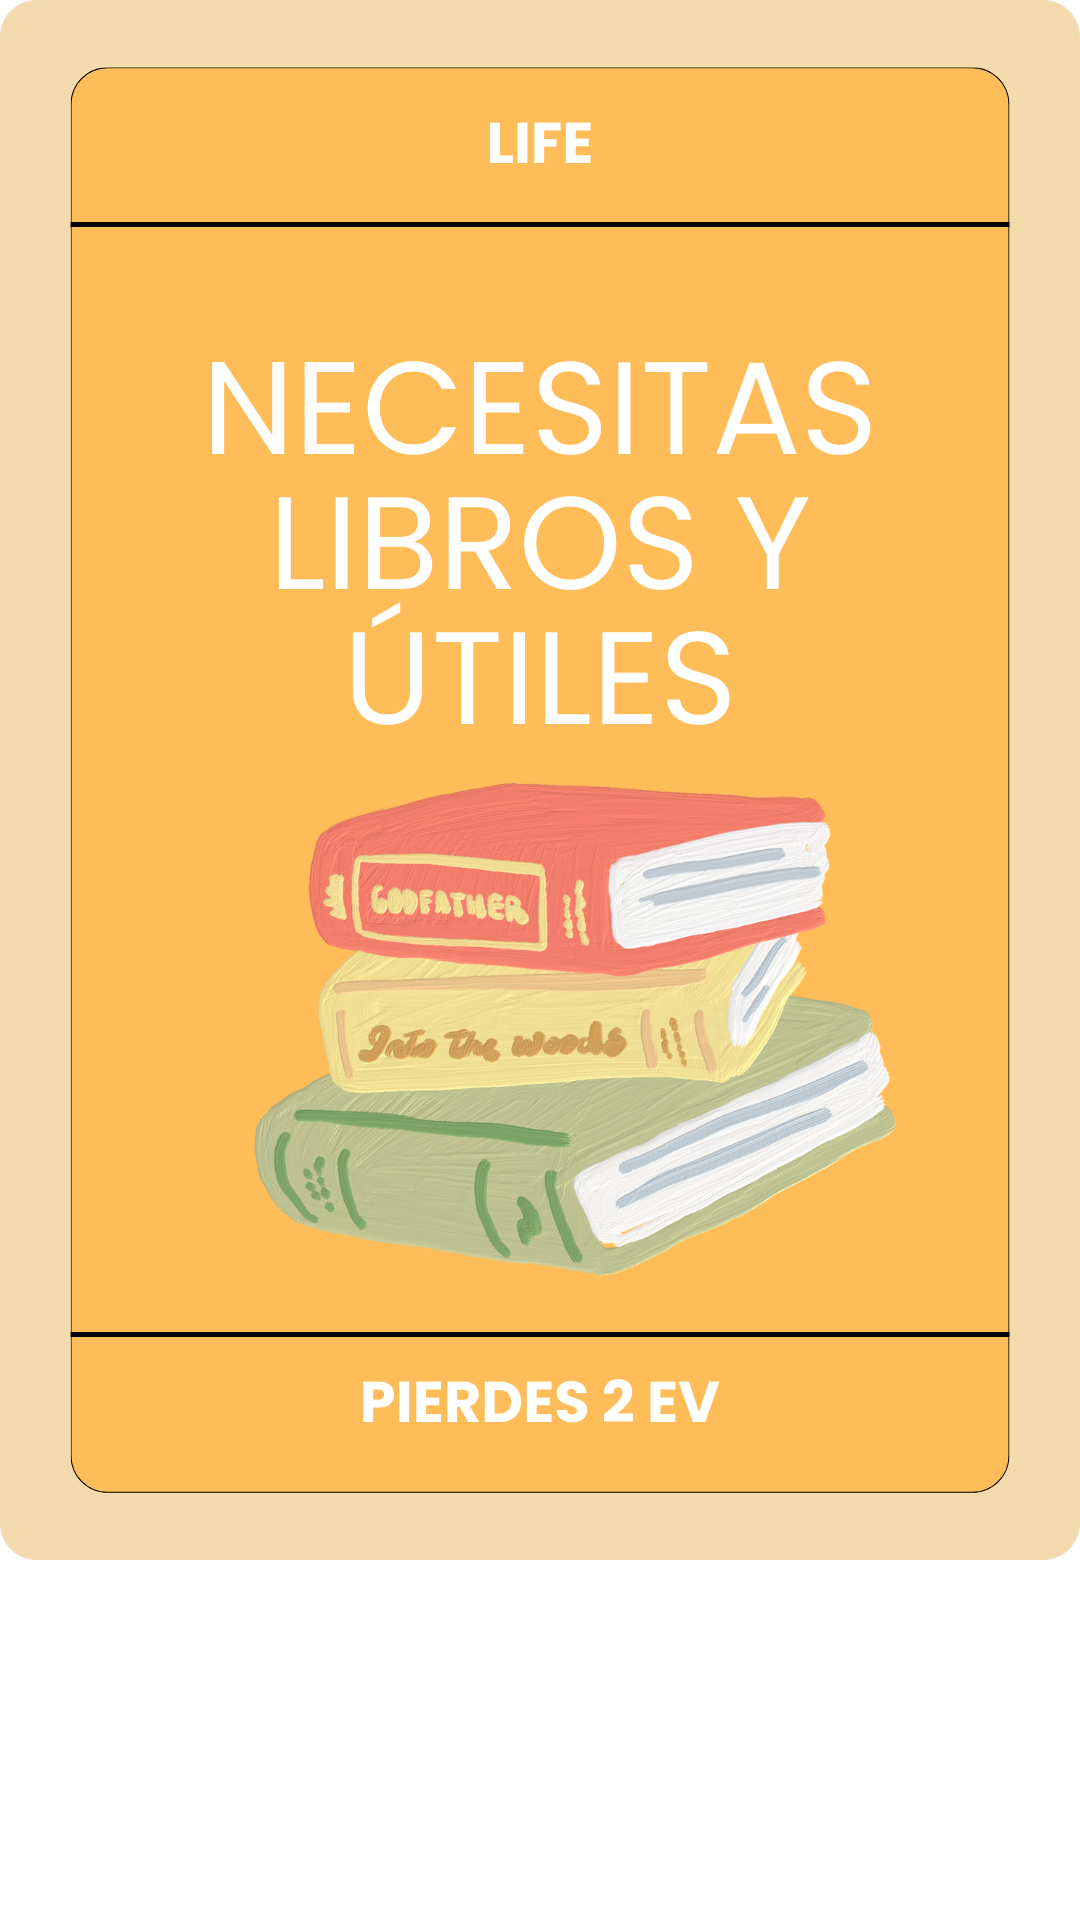 LIFE
NECESITAS
LIBROS Y
ÚTILES
GODFATHER
Into the woods
PIERDES 2 EV